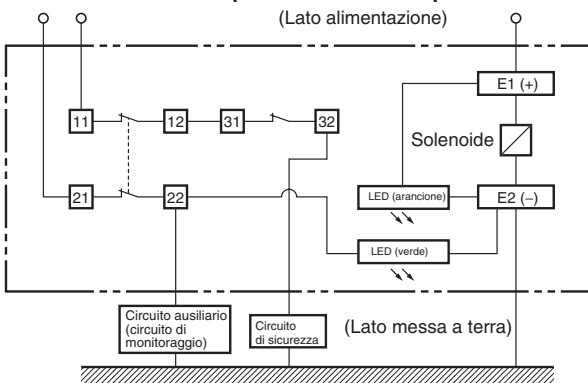 (Lato alimentazione)
E1 (+)
11
12
31
32
Solenoide
21
22
LED (arancione)
E2 (–)
LED (verde)
Circuito ausiliario
(circuito di
monitoraggio)
Circuito
di sicurezza
(Lato messa a terra)